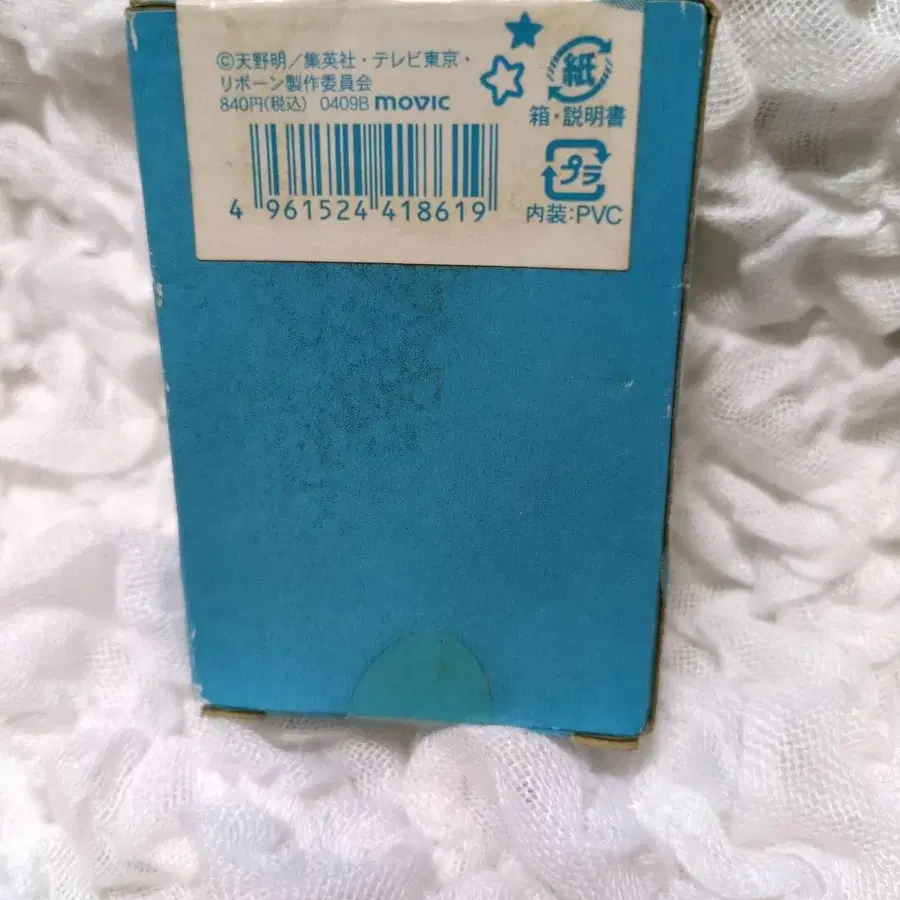 ©天野明／集英社・テレビ東京・
リボーン製作委員会
840円(税込) 0409B movic
4 961524 418619
紙
箱・説明書
プラ
内装:PVC